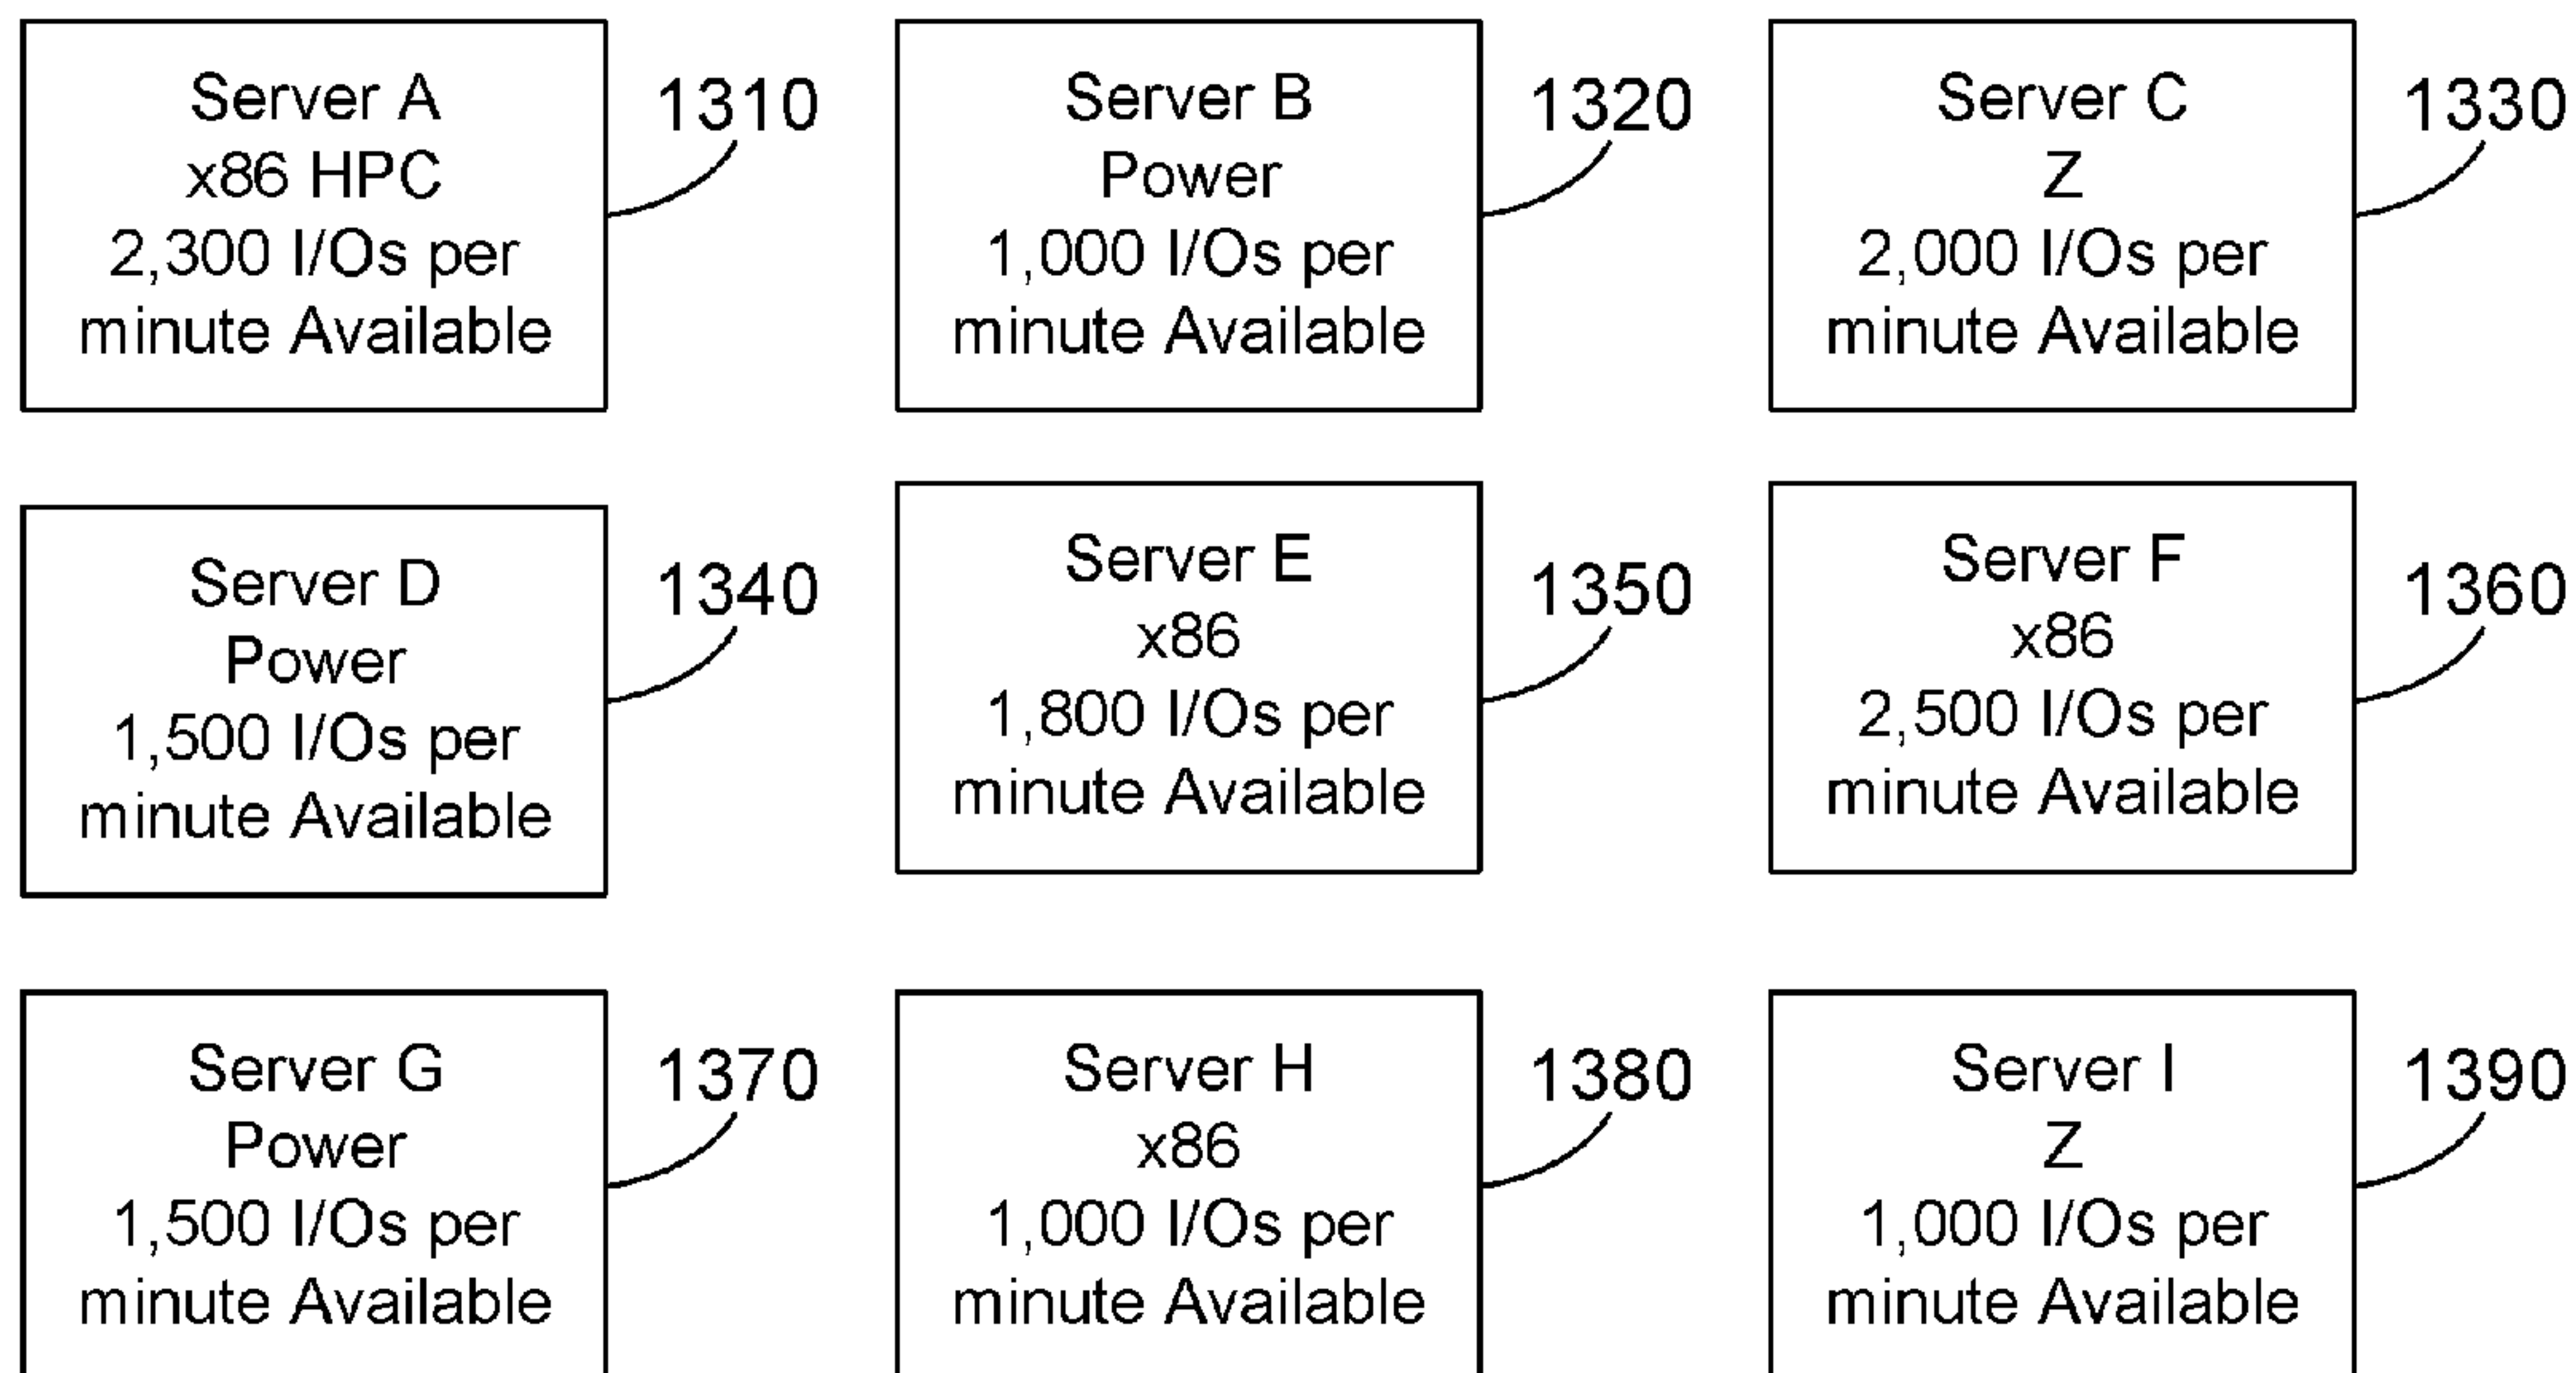 Server A
x86 HPC
2,300 I/Os per
minute Available
1310
Server B
Power
1,000 I/Os per
minute Available
1320
Server C
Z
2,000 I/Os per
minute Available
1330
Server D
Power
1,500 I/Os per
minute Available
1340
Server E
x86
1,800 I/Os per
minute Available
1350
Server F
x86
2,500 I/Os per
minute Available
1360
Server G
Power
1,500 I/Os per
minute Available
1370
Server H
x86
1,000 I/Os per
minute Available
1380
Server I
Z
1,000 I/Os per
minute Available
1390